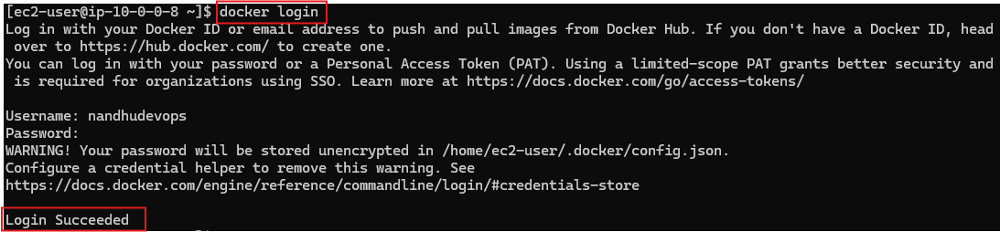 [ec2-user@ip-10-0-0-8 ~]$ docker login
Log in with your Docker ID or email address to push and pull images from Docker Hub. If you don't have a Docker ID, head
over to https://hub.docker.com/ to create one.
You can log in with your password or a Personal Access Token (PAT). Using a limited-scope PAT grants better security and
is required for organizations using SSO. Learn more at https://docs.docker.com/go/access-tokens/
Username: nandhudevops
Password:
WARNING! Your password will be stored unencrypted in /home/ec2-user/.docker/config.json.
Configure a credential helper to remove this warning. See
https://docs.docker.com/engine/reference/commandline/login/#credentials-store
Login Succeeded